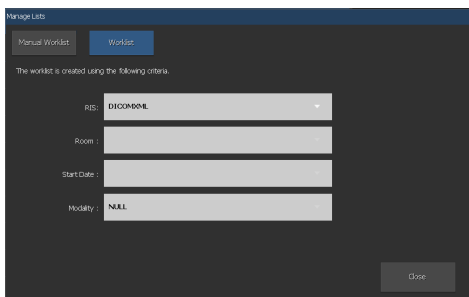 Manage Lists
Manual Worklist Worklist
The worklist is created using the following criteria.
RIS: DICOMXML
Room :
Start Date :
Modality : NULL
Close